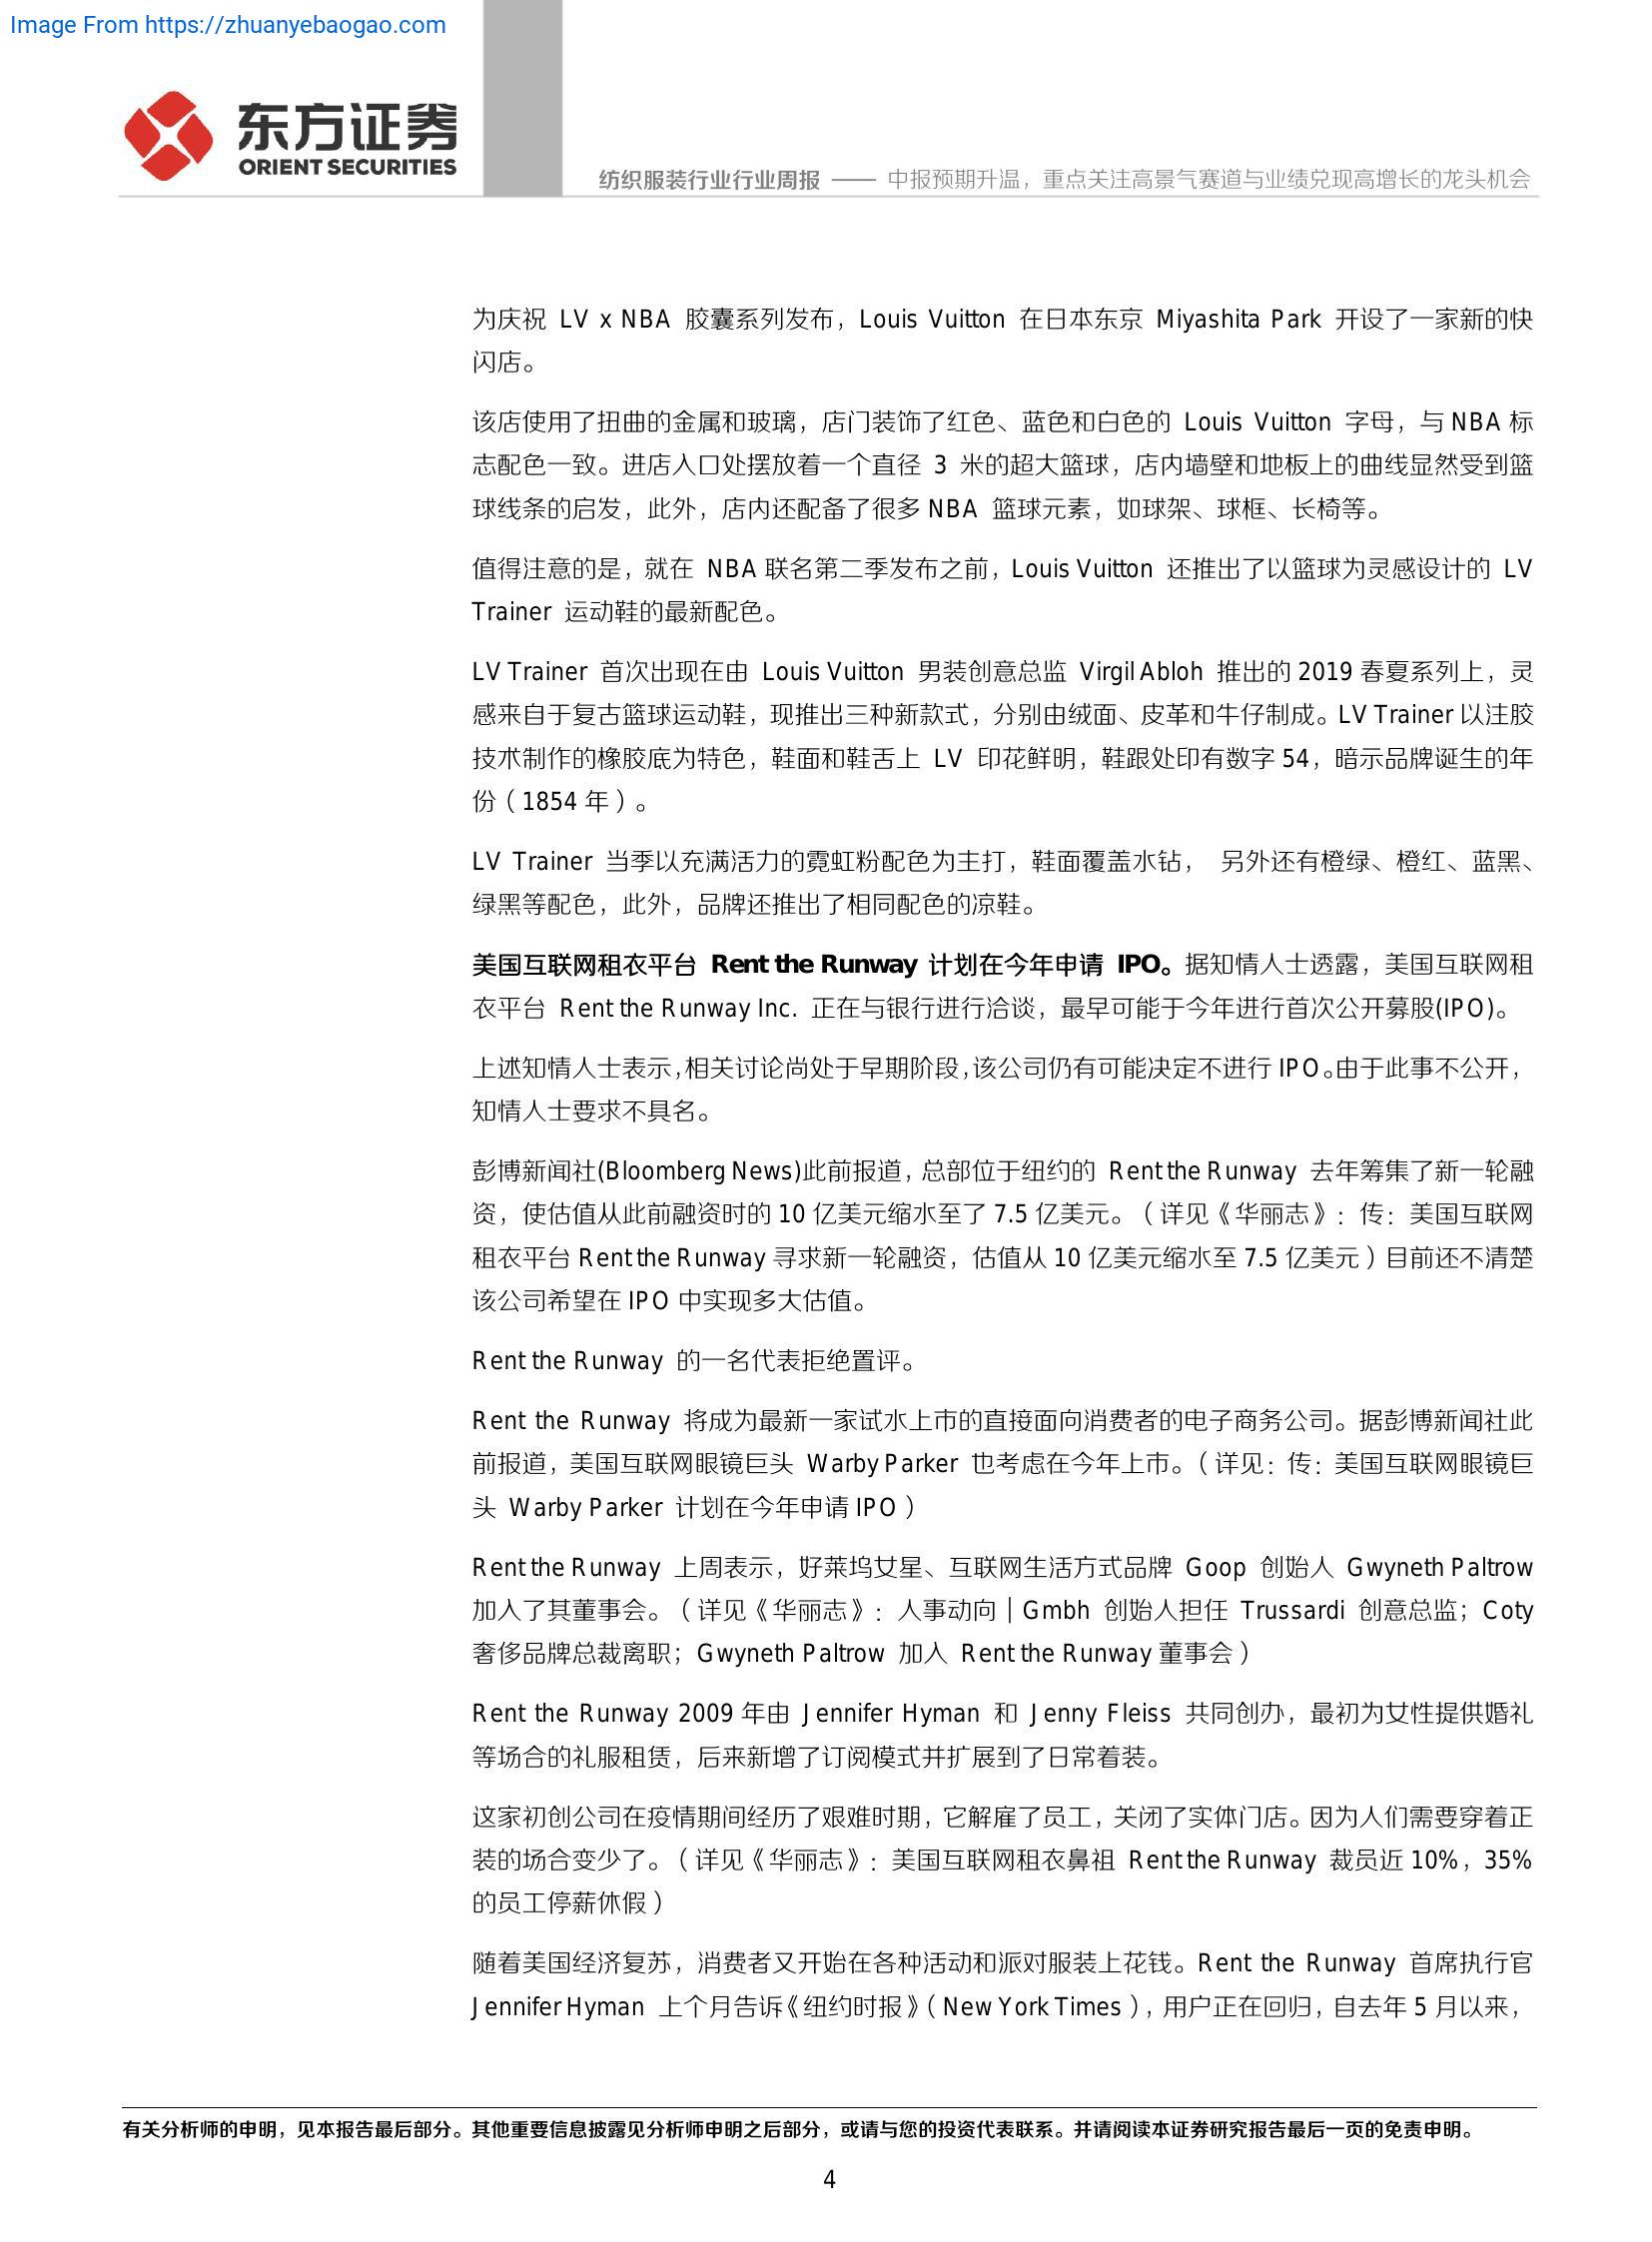 Image From https://zhuanyebaogao.com
东方证券
ORIENT SECURITIES
纺织服装行业行业周报 —— 中报预期升温，重点关注高景气赛道与业绩兑现高增长的龙头机会
为庆祝 LV x NBA 胶囊系列发布，Louis Vuitton 在日本东京 Miyashita Park 开设了一家新的快
闪店。
该店使用了扭曲的金属和玻璃，店门装饰了红色、蓝色和白色的 Louis Vuitton 字母，与 NBA 标
志配色一致。进店入口处摆放着一个直径 3 米的超大篮球，店内墙壁和地板上的曲线显然受到篮
球线条的启发，此外，店内还配备了很多 NBA 篮球元素，如球架、球框、长椅等。
值得注意的是，就在 NBA 联名第二季发布之前，Louis Vuitton 还推出了以篮球为灵感设计的 LV
Trainer 运动鞋的最新配色。
LV Trainer 首次出现在由 Louis Vuitton 男装创意总监 Virgil Abloh 推出的 2019 春夏系列上，灵
感来自于复古篮球运动鞋，现推出三种新款式，分别由绒面、皮革和牛仔制成。LV Trainer 以注胶
技术制作的橡胶底为特色，鞋面和鞋舌上 LV 印花鲜明，鞋跟处印有数字 54，暗示品牌诞生的年
份（1854 年）。
LV Trainer 当季以充满活力的霓虹粉配色为主打，鞋面覆盖水钻， 另外还有橙绿、橙红、蓝黑、
绿黑等配色，此外，品牌还推出了相同配色的凉鞋。
美国互联网租衣平台 Rent the Runway 计划在今年申请 IPO。据知情人士透露，美国互联网租
衣平台 Rent the Runway Inc. 正在与银行进行洽谈，最早可能于今年进行首次公开募股(IPO)。
上述知情人士表示，相关讨论尚处于早期阶段，该公司仍有可能决定不进行 IPO。由于此事不公开，
知情人士要求不具名。
彭博新闻社(Bloomberg News)此前报道，总部位于纽约的 Rent the Runway 去年筹集了新一轮融
资，使估值从此前融资时的 10 亿美元缩水至了 7.5 亿美元。（详见《华丽志》：传：美国互联网
租衣平台 Rent the Runway 寻求新一轮融资，估值从 10 亿美元缩水至 7.5 亿美元）目前还不清楚
该公司希望在 IPO 中实现多大估值。
Rent the Runway 的一名代表拒绝置评。
Rent the Runway 将成为最新一家试水上市的直接面向消费者的电子商务公司。据彭博新闻社此
前报道，美国互联网眼镜巨头 Warby Parker 也考虑在今年上市。（详见：传：美国互联网眼镜巨
头 Warby Parker 计划在今年申请 IPO）
Rent the Runway 上周表示，好莱坞女星、互联网生活方式品牌 Goop 创始人 Gwyneth Paltrow
加入了其董事会。（详见《华丽志》：人事动向 | Gmbh 创始人担任 Trussardi 创意总监；Coty
奢侈品牌总裁离职；Gwyneth Paltrow 加入 Rent the Runway 董事会）
Rent the Runway 2009 年由 Jennifer Hyman 和 Jenny Fleiss 共同创办，最初为女性提供婚礼
等场合的礼服租赁，后来新增了订阅模式并扩展到了日常着装。
这家初创公司在疫情期间经历了艰难时期，它解雇了员工，关闭了实体门店。因为人们需要穿着正
装的场合变少了。（详见《华丽志》：美国互联网租衣鼻祖 Rent the Runway 裁员近 10%，35%
的员工停薪休假）
随着美国经济复苏，消费者又开始在各种活动和派对服装上花钱。Rent the Runway 首席执行官
Jennifer Hyman 上个月告诉《纽约时报》（New York Times），用户正在回归，自去年 5 月以来，
有关分析师的申明，见本报告最后部分。其他重要信息披露见分析师申明之后部分，或请与您的投资代表联系。并请阅读本证券研究报告最后一页的免责申明。
4